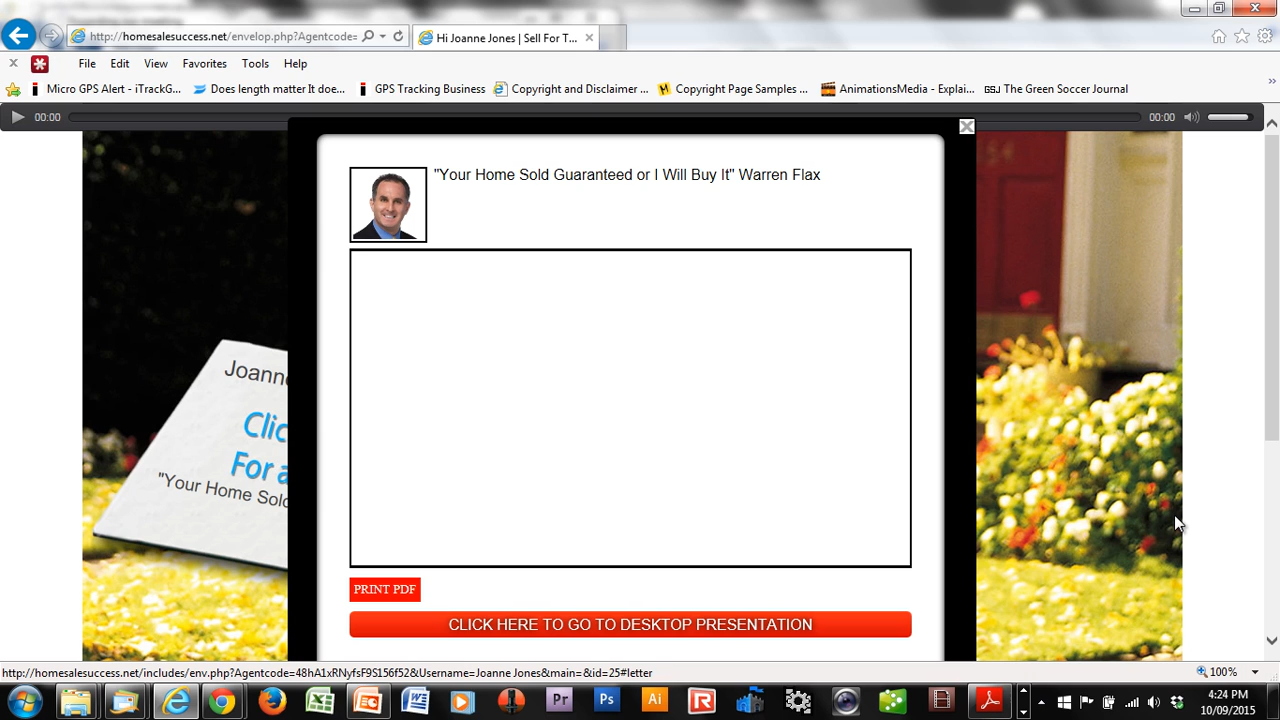 http://homesalesuccess.net/envelop.php?Agentcode=
Hi Joanne Jones | Sell For T...
File Edit View Favorites Tools Help
Micro GPS Alert - iTrackG... Does length matter It doe... GPS Tracking Business Copyright and Disclaimer ... Copyright Page Samples ... AnimationsMedia - Explai... GSJ The Green Soccer Journal
00:00 00:00
"Your Home Sold Guaranteed or I Will Buy It" Warren Flax
Joann
Clic
For a
"Your Home Sold
PRINT PDF
CLICK HERE TO GO TO DESKTOP PRESENTATION
http://homesalesuccess.net/includes/env.php?Agentcode=48hA1xRNyfsF9S156f52&Username=Joanne Jones&main=&id=25#letter
100%
Pr Ps Ai
4:24 PM
10/09/2015